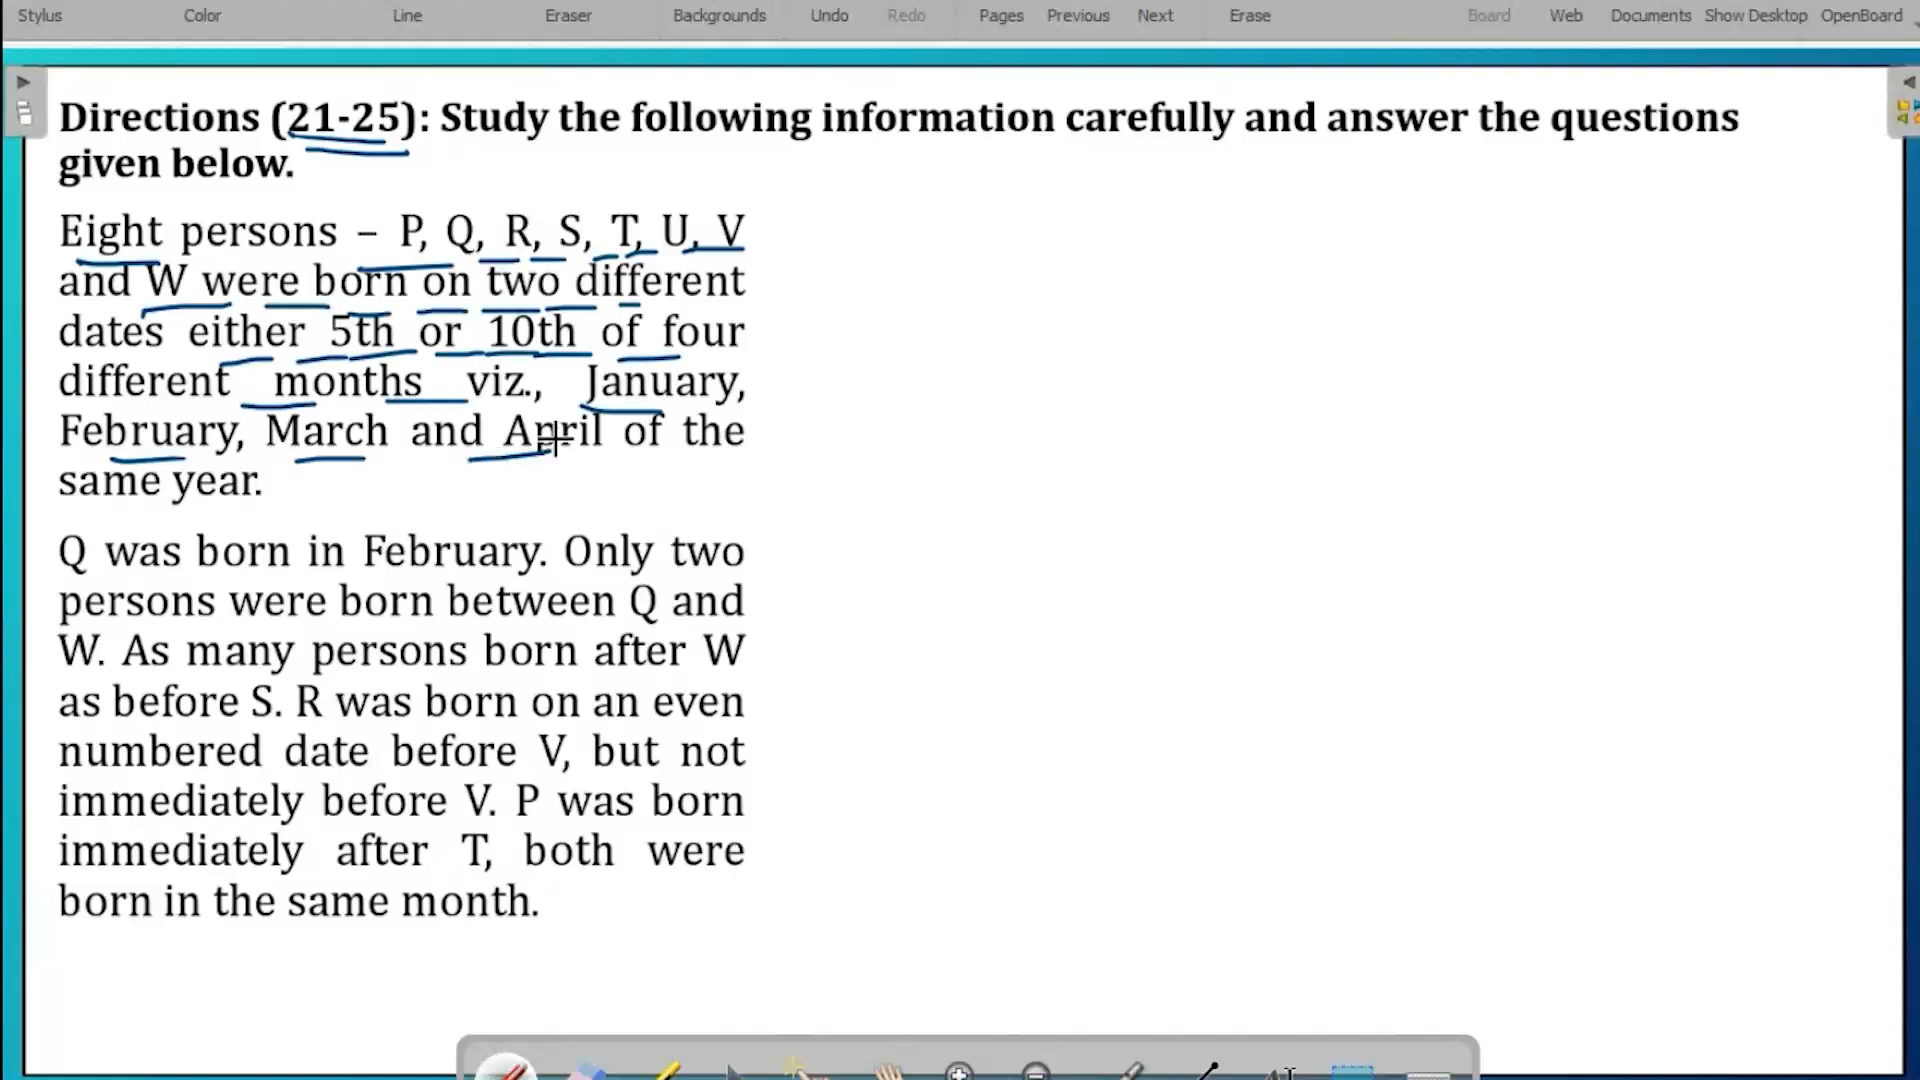 Stylus Color Line Eraser Backgrounds Undo Redo Pages Previous Next Erase Board Web Documents Show Desktop OpenBoard
Directions (21-25): Study the following information carefully and answer the questions
given below.
Eight persons – P, Q, R, S, T, U, V
and W were born on two different
dates either 5th or 10th of four
different months viz., January,
February, March and April of the
same year.
Q was born in February. Only two
persons were born between Q and
W. As many persons born after W
as before S. R was born on an even
numbered date before V, but not
immediately before V. P was born
immediately after T, both were
born in the same month.